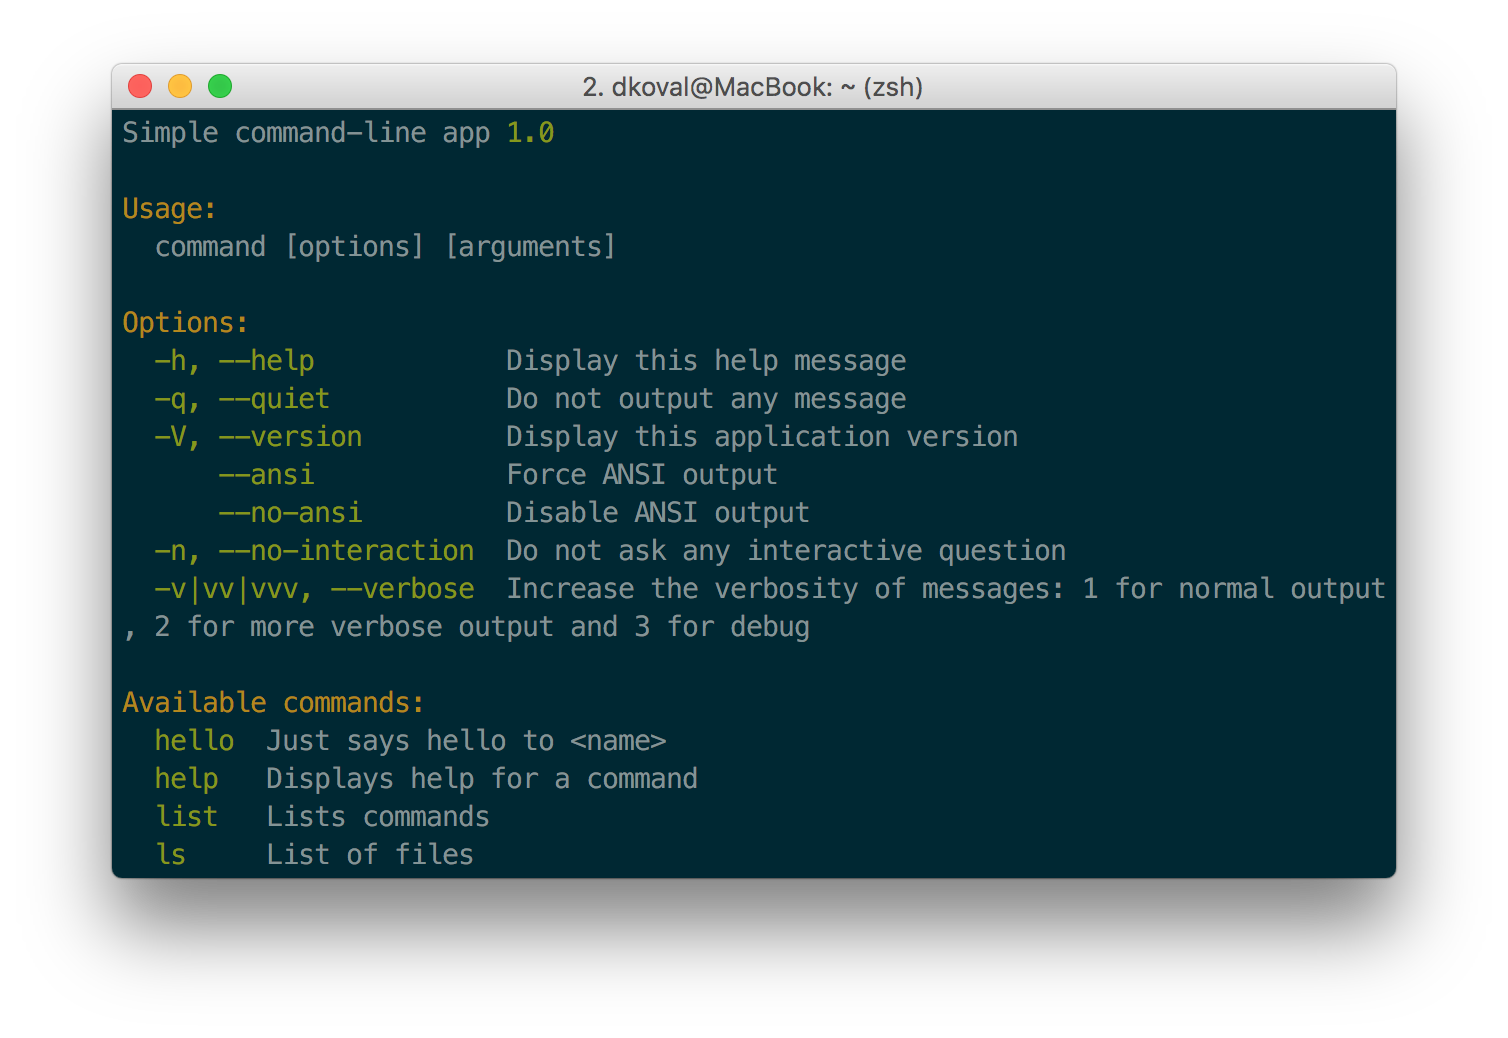 2. dkoval@MacBook: ~ (zsh)
Simple command-line app 1.0
Usage:
command [options] [arguments]
Options:
-h, --help Display this help message
-q, --quiet Do not output any message
-V, --version Display this application version
--ansi Force ANSI output
--no-ansi Disable ANSI output
-n, --no-interaction Do not ask any interactive question
-v|vv|vvv, --verbose Increase the verbosity of messages: 1 for normal output
, 2 for more verbose output and 3 for debug
Available commands:
hello Just says hello to <name>
help Displays help for a command
list Lists commands
ls List of files